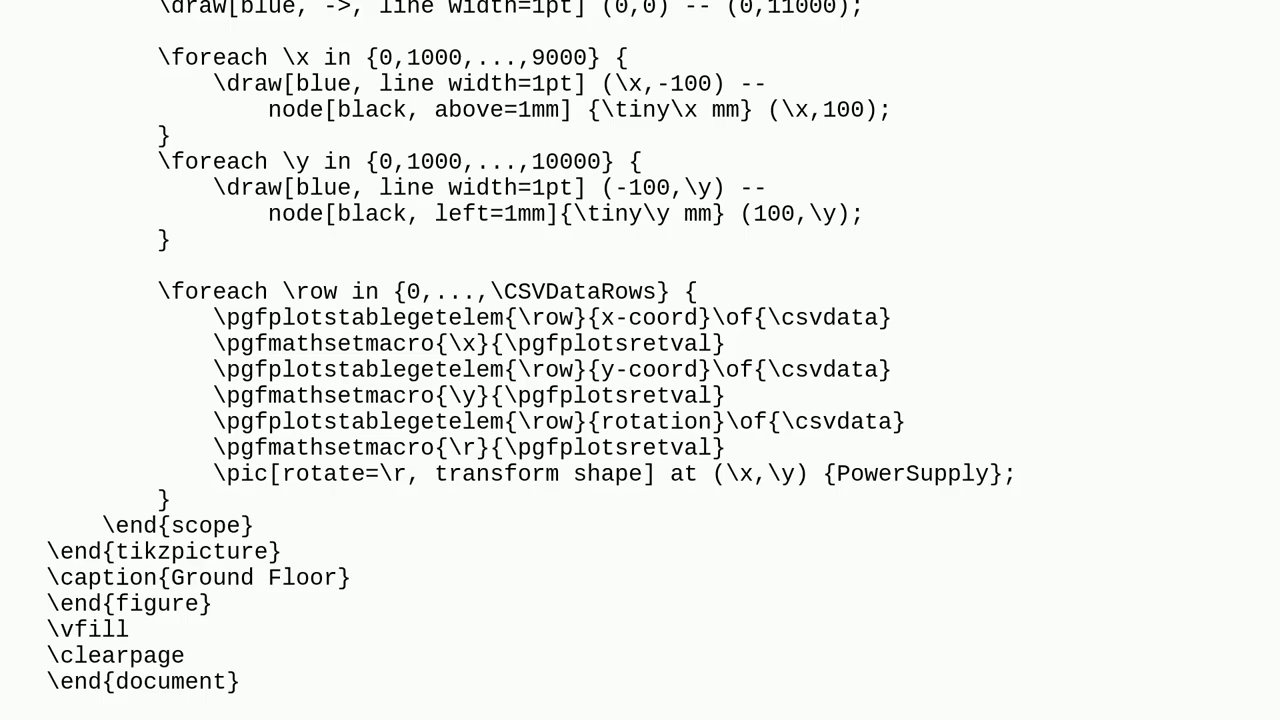 \draw[blue, ->, line width=1pt] (0,0) -- (0,11000);
\foreach \x in {0,1000,...,9000} {
\draw[blue, line width=1pt] (\x,-100) --
node[black, above=1mm] {\tiny\x mm} (\x,100);
}
\foreach \y in {0,1000,...,10000} {
\draw[blue, line width=1pt] (-100,\y) --
node[black, left=1mm]{\tiny\y mm} (100,\y);
}
\foreach \row in {0,...,\CSVDataRows} {
\pgfplotstablegetelem{\row}{x-coord}\of{\csvdata}
\pgfmathsetmacro{\x}{\pgfplotsretval}
\pgfplotstablegetelem{\row}{y-coord}\of{\csvdata}
\pgfmathsetmacro{\y}{\pgfplotsretval}
\pgfplotstablegetelem{\row}{rotation}\of{\csvdata}
\pgfmathsetmacro{\r}{\pgfplotsretval}
\pic[rotate=\r, transform shape] at (\x,\y) {PowerSupply};
}
\end{scope}
\end{tikzpicture}
\caption{Ground Floor}
\end{figure}
\vfill
\clearpage
\end{document}